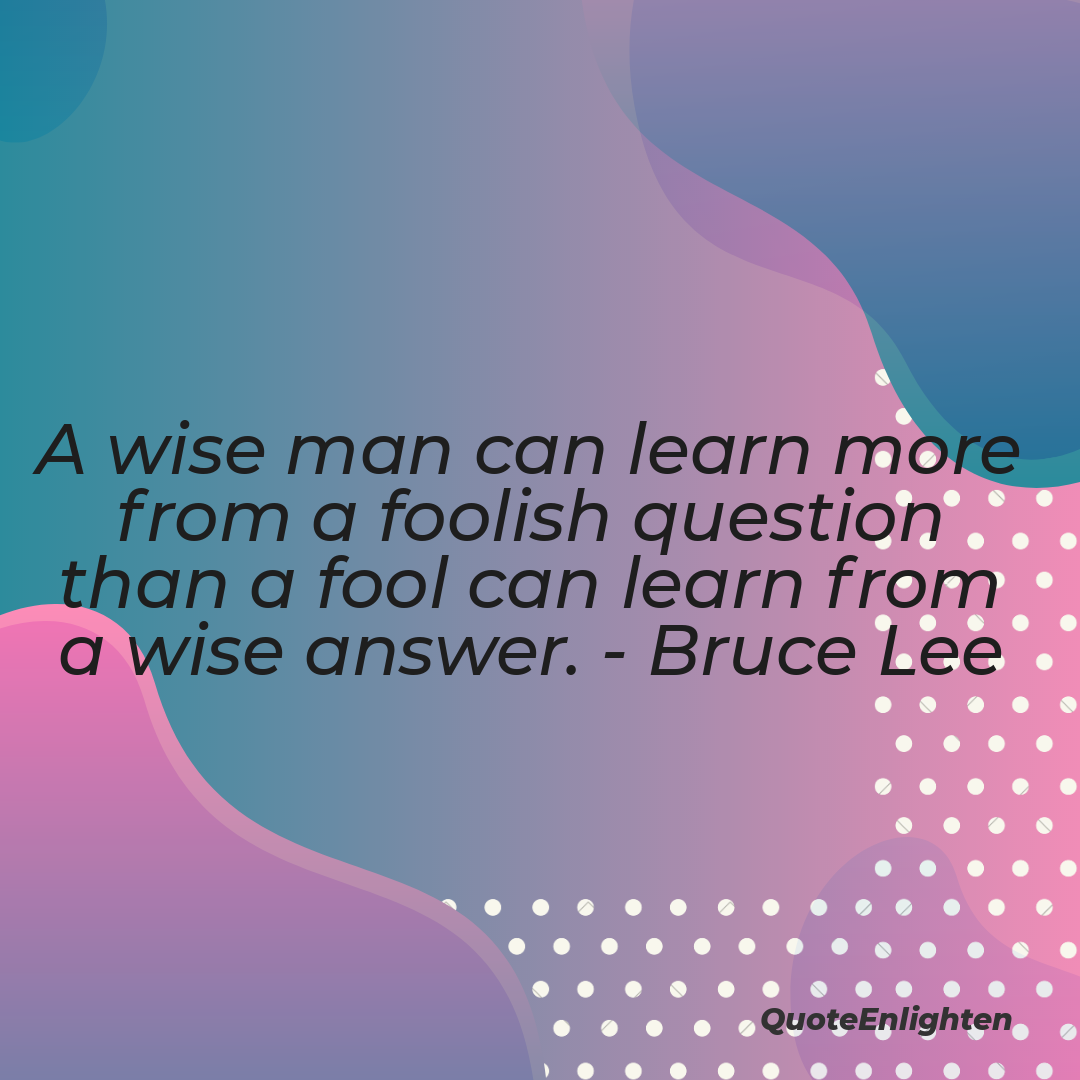 A wise man can learn more
from a foolish question
than a fool can learn from
a wise answer. - Bruce Lee
QuoteEnlighten